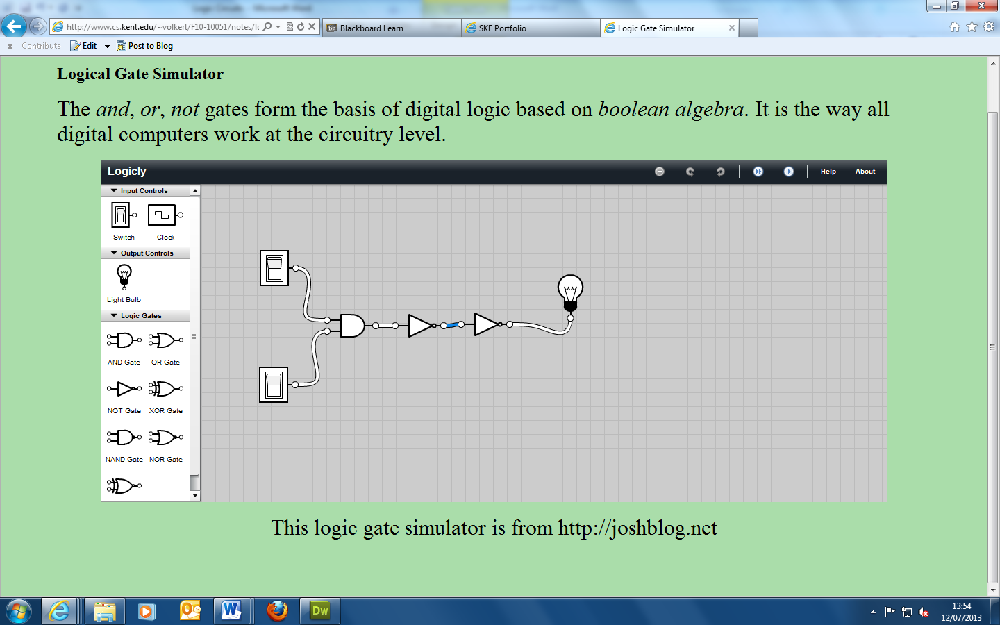 http://www.cs.kent.edu/~volkert/F10-10051/notes/l
Blackboard Learn
SKE Portfolio
Logic Gate Simulator
x Contribute Edit Post to Blog
Logical Gate Simulator
The and, or, not gates form the basis of digital logic based on boolean algebra. It is the way all
digital computers work at the circuitry level.
Logicly
Help
About
Input Controls
Switch
Clock
Output Controls
Light Bulb
Logic Gates
AND Gate
OR Gate
NOT Gate
XOR Gate
NAND Gate
NOR Gate
This logic gate simulator is from http://joshblog.net
Bb
W
Dw
13:54
12/07/2013